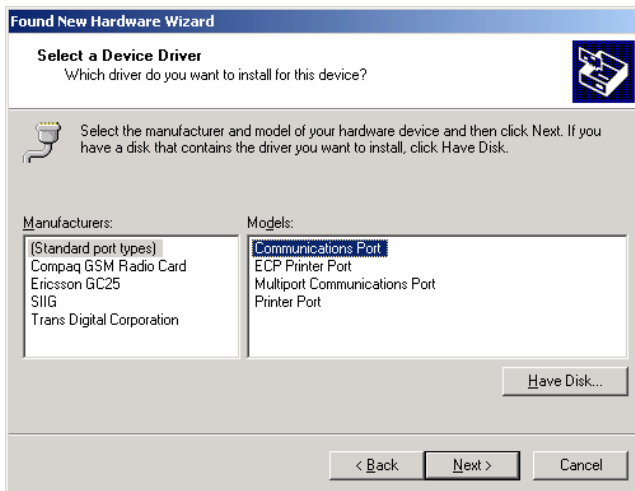 Found New Hardware Wizard
Select a Device Driver
Which driver do you want to install for this device?
Select the manufacturer and model of your hardware device and then click Next. If you
have a disk that contains the driver you want to install, click Have Disk.
Manufacturers:
(Standard port types)
Compaq GSM Radio Card
Ericsson GC25
SIIG
Trans Digital Corporation
Models:
Communications Port
ECP Printer Port
Multiport Communications Port
Printer Port
Have Disk...
< Back
Next >
Cancel